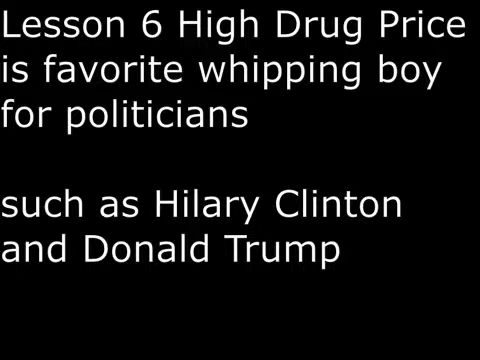 Lesson 6 High Drug Price
is favorite whipping boy
for politicians
such as Hilary Clinton
and Donald Trump